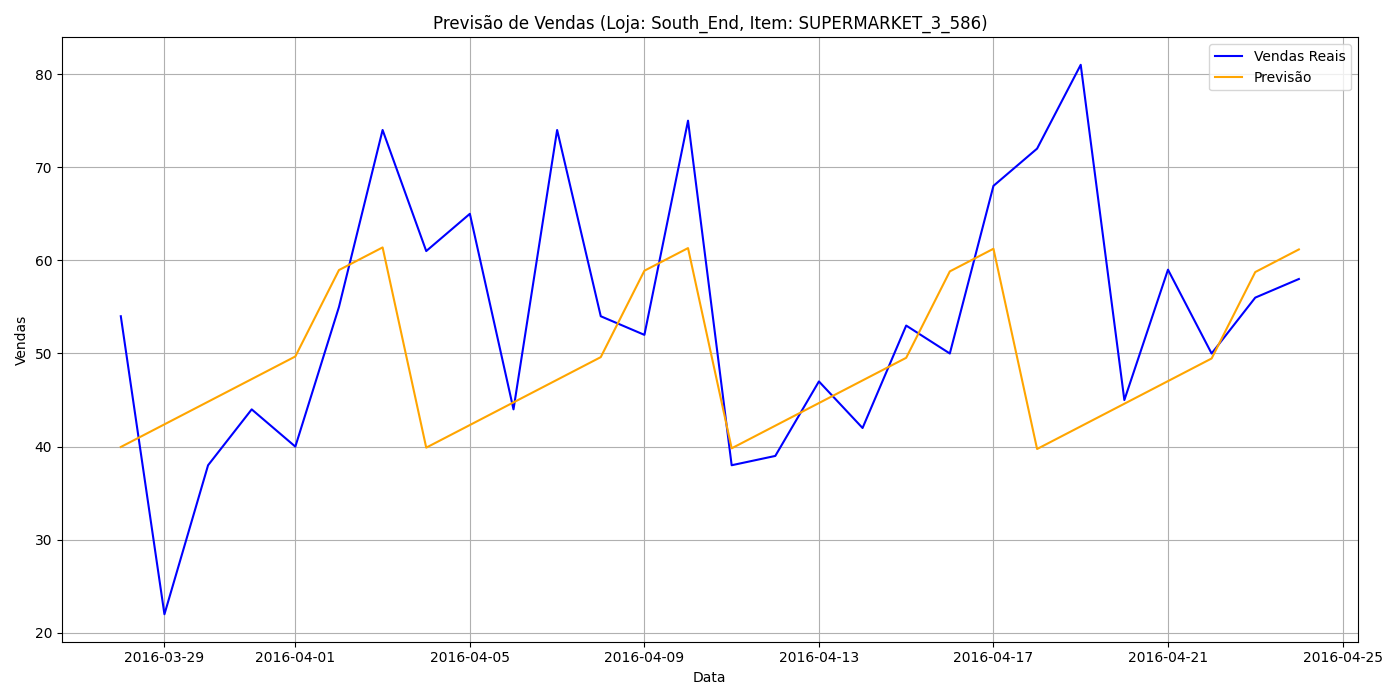 Previsão de Vendas (Loja: South_End, Item: SUPERMARKET_3_586)
Vendas Reais
Previsão
80
70
60
50
40
30
20
Vendas
2016-03-29 2016-04-01 2016-04-05 2016-04-09 2016-04-13 2016-04-17 2016-04-21 2016-04-25
Data